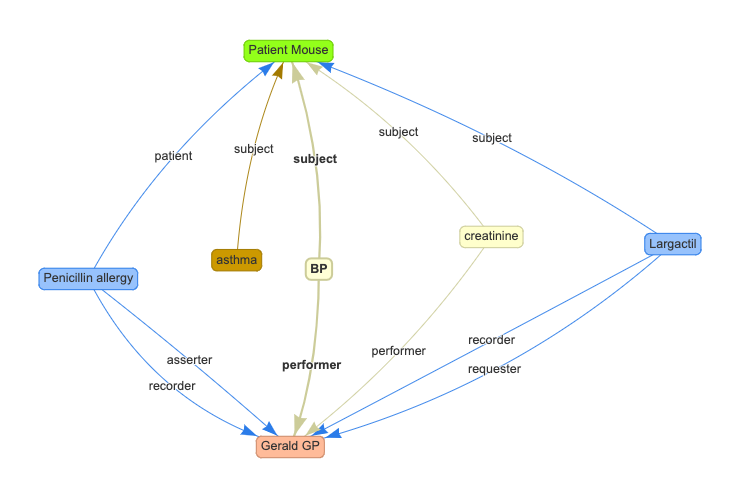 Patient Mouse
subject
patient
subject
subject
subject
creatinine
Largactil
asthma
BP
Penicillin allergy
recorder
performer
asserter
performer
requester
recorder
Gerald GP